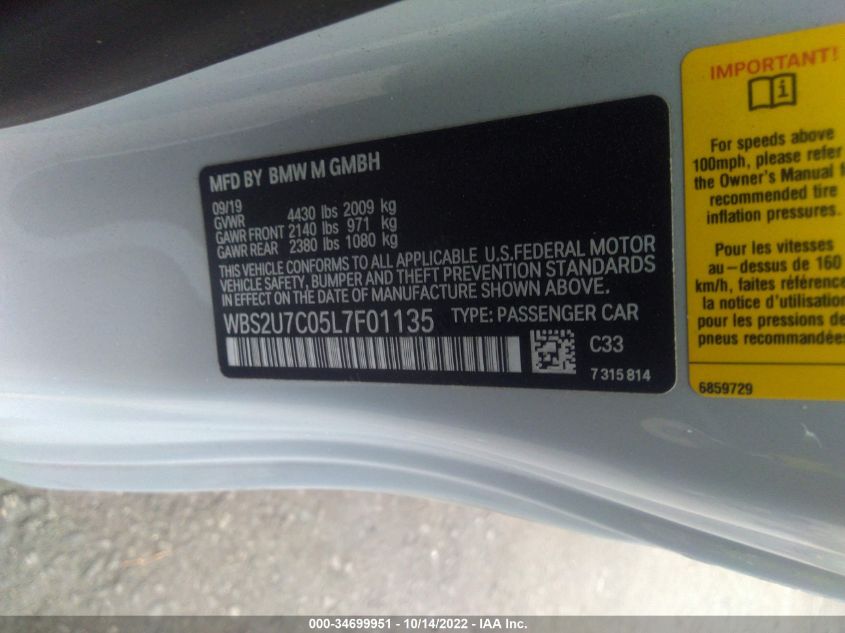 MFD BY BMW M GMBH
09/19
GVWR 4430 lbs 2009 kg
GAWR FRONT 2140 lbs 971 kg
GAWR REAR 2380 lbs 1080 kg
THIS VEHICLE CONFORMS TO ALL APPLICABLE U.S.FEDERAL MOTOR
VEHICLE SAFETY, BUMPER AND THEFT PREVENTION STANDARDS
IN EFFECT ON THE DATE OF MANUFACTURE SHOWN ABOVE.
WBS2U7C05L7F01135 TYPE: PASSENGER CAR
C33
7 315 814
IMPORTANT!
For speeds above
100mph, please refer
the Owner's Manual
recommended tire
inflation pressures.
Pour les vitesses
au-dessus de 160
km/h, faites référence
la notice d'utilisation
pour les pressions de
pneus recommandées
6859729
000-34699951 - 10/14/2022 - IAA Inc.